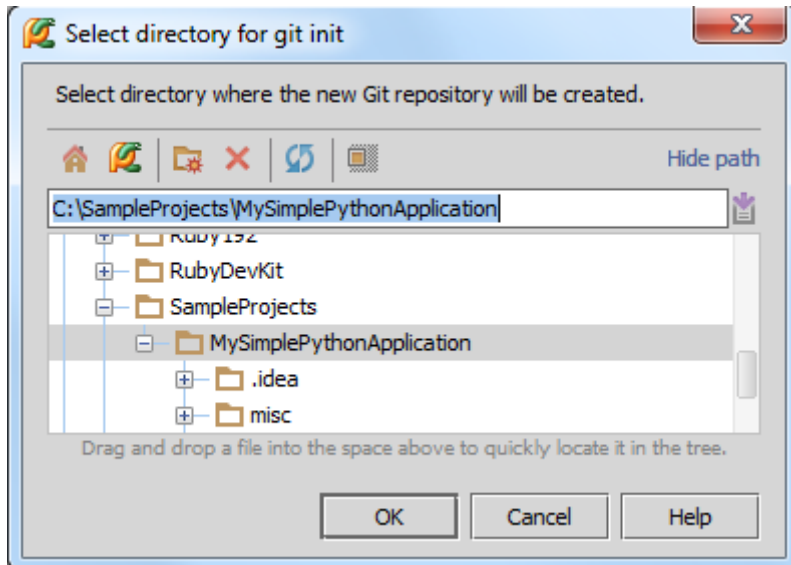 Select directory for git init
Select directory where the new Git repository will be created.
Hide path
C:\SampleProjects\MySimplePythonApplication
Ruby192
RubyDevKit
SampleProjects
MySimplePythonApplication
.idea
misc
Drag and drop a file into the space above to quickly locate it in the tree.
OK Cancel Help